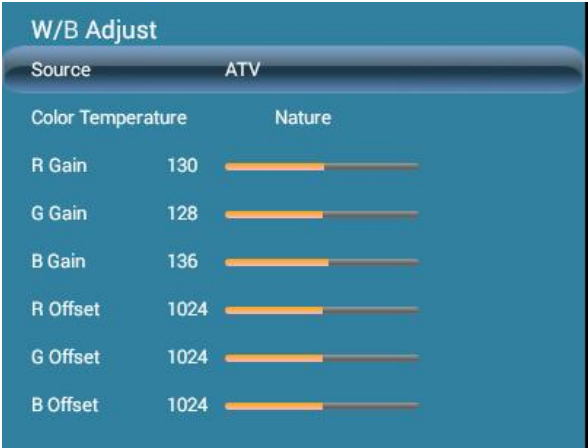 W/B Adjust
Source ATV
Color Temperature Nature
R Gain 130
G Gain 128
B Gain 136
R Offset 1024
G Offset 1024
B Offset 1024